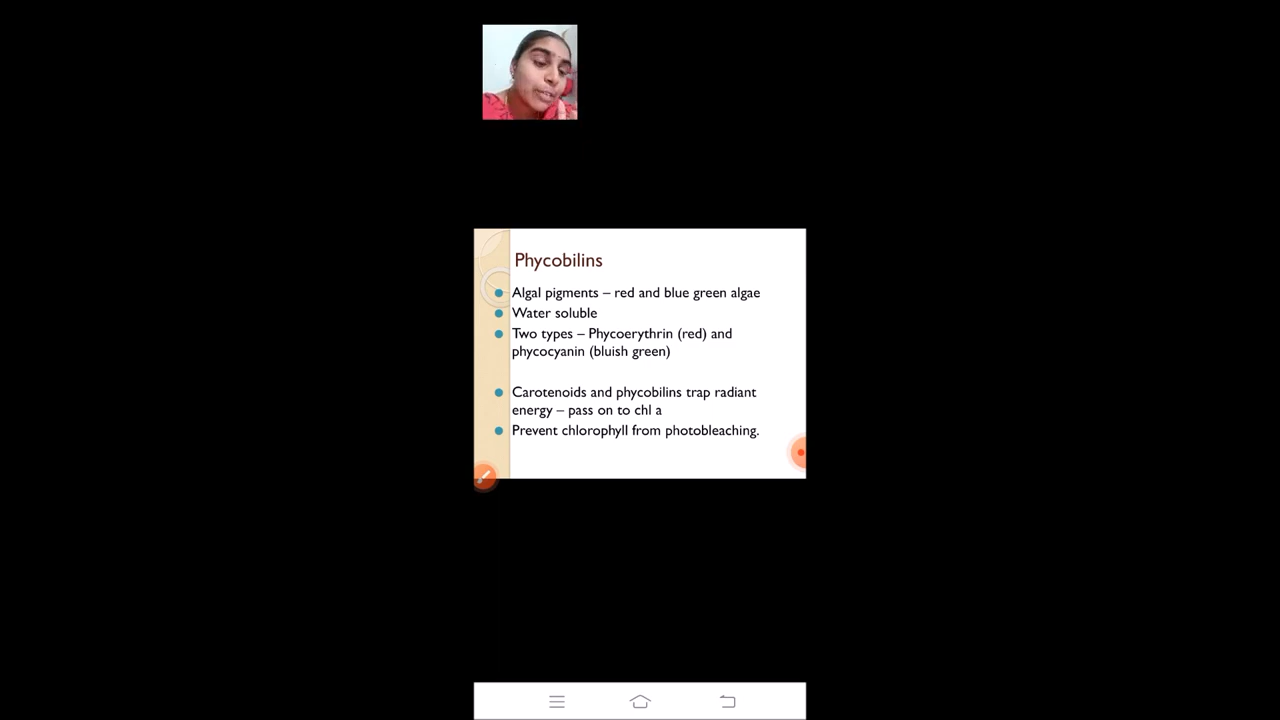 Phycobilins
Algal pigments – red and blue green algae
Water soluble
Two types – Phycoerythrin (red) and
phycocyanin (bluish green)
Carotenoids and phycobilins trap radiant
energy – pass on to chl a
Prevent chlorophyll from photobleaching.